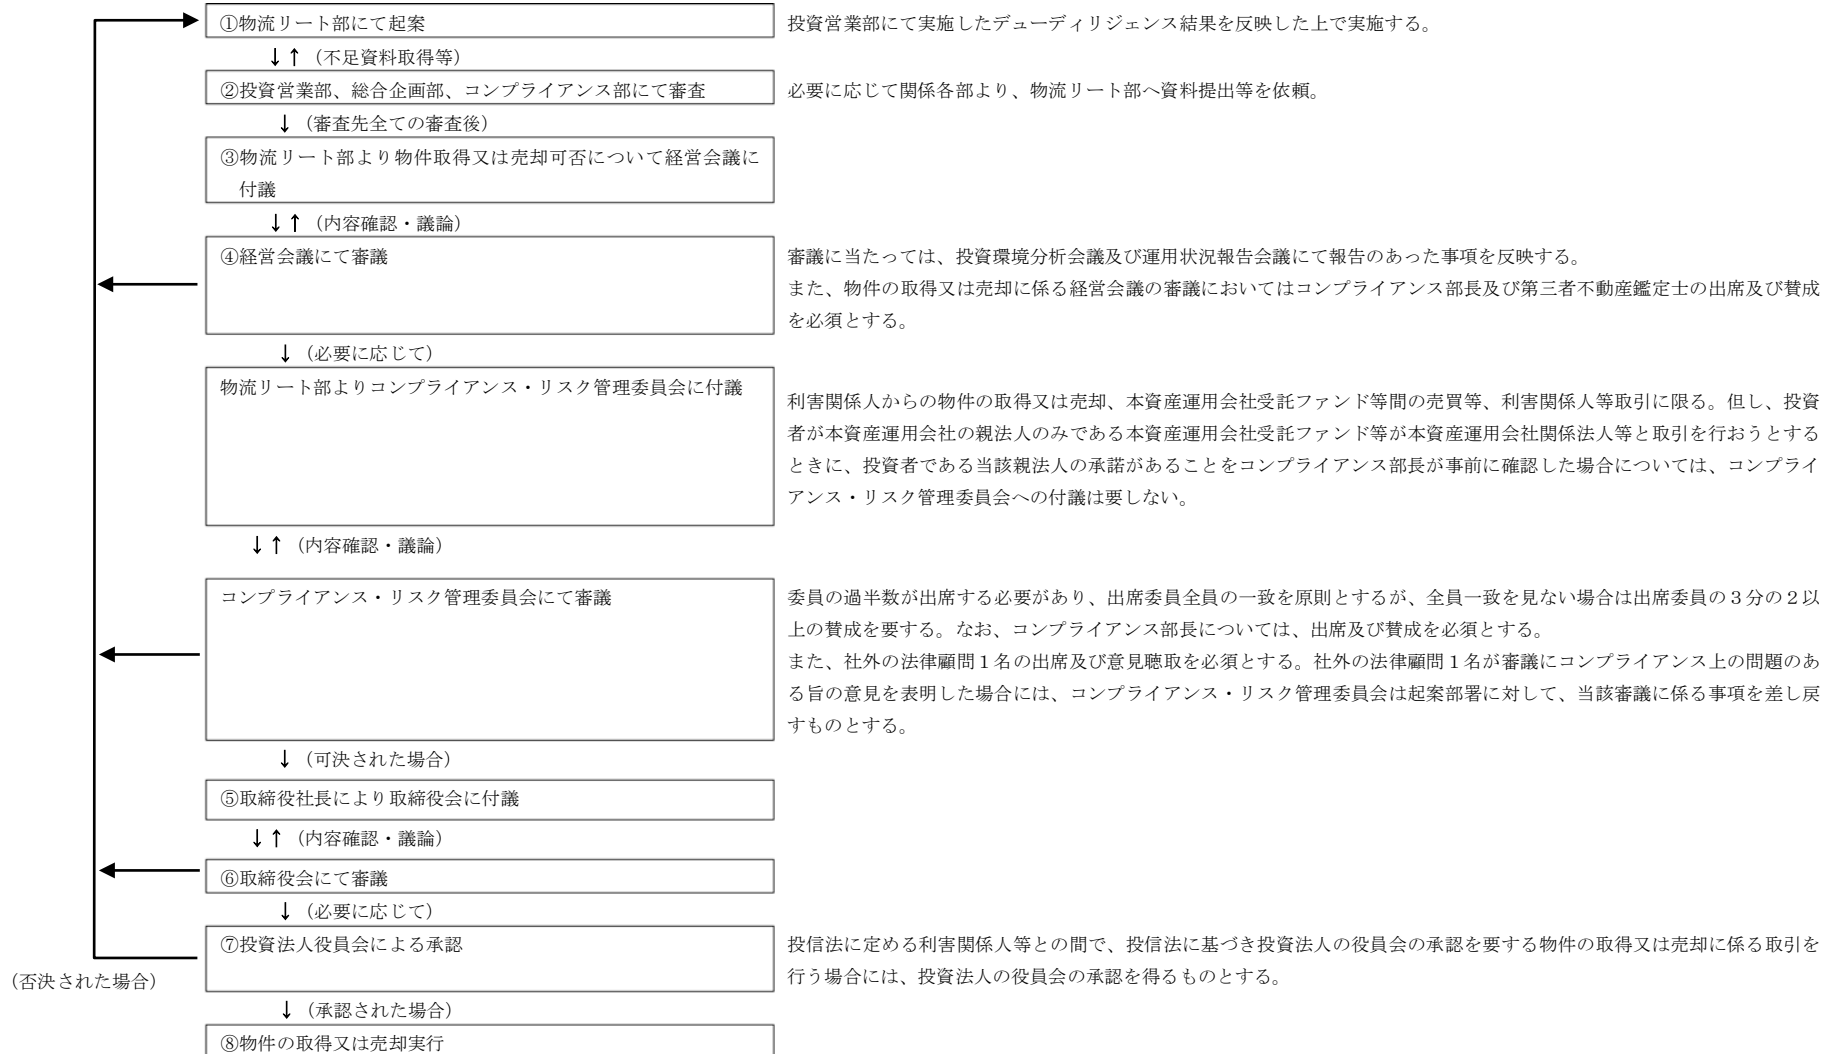 ①物流リート部にて起案
投資営業部にて実施したデューディリジェンス結果を反映した上で実施する。
↓↑（不足資料取得等）
②投資営業部、総合企画部、コンプライアンス部にて審査
必要に応じて関係各部より、物流リート部へ資料提出等を依頼。
↓（審査先全ての審査後）
③物流リート部より物件取得又は売却可否について経営会議に
付議
↓↑（内容確認・議論）
④経営会議にて審議
審議に当たっては、投資環境分析会議及び運用状況報告会議にて報告のあった事項を反映する。
また、物件の取得又は売却に係る経営会議の審議においてはコンプライアンス部長及び第三者不動産鑑定士の出席及び賛成
を必須とする。
↓（必要に応じて）
物流リート部よりコンプライアンス・リスク管理委員会に付議
利害関係人からの物件の取得又は売却、本資産運用会社受託ファンド等間の売買等、利害関係人等取引に限る。但し、投資
者が本資産運用会社の親法人のみである本資産運用会社受託ファンド等が本資産運用会社関係法人等と取引を行おうとする
ときに、投資者である当該親法人の承諾があることをコンプライアンス部長が事前に確認した場合については、コンプライ
アンス・リスク管理委員会への付議は要しない。
↓↑（内容確認・議論）
コンプライアンス・リスク管理委員会にて審議
委員の過半数が出席する必要があり、出席委員全員の一致を原則とするが、全員一致を見ない場合は出席委員の３分の２以
上の賛成を要する。なお、コンプライアンス部長については、出席及び賛成を必須とする。
また、社外の法律顧問１名の出席及び意見聴取を必須とする。社外の法律顧問１名が審議にコンプライアンス上の問題のあ
る旨の意見を表明した場合には、コンプライアンス・リスク管理委員会は起案部署に対して、当該審議に係る事項を差し戻
すものとする。
↓（可決された場合）
⑤取締役社長により取締役会に付議
↓↑（内容確認・議論）
⑥取締役会にて審議
↓（必要に応じて）
⑦投資法人役員会による承認
投信法に定める利害関係人等との間で、投信法に基づき投資法人の役員会の承認を要する物件の取得又は売却に係る取引を
行う場合には、投資法人の役員会の承認を得るものとする。
（否決された場合）
↓（承認された場合）
⑧物件の取得又は売却実行